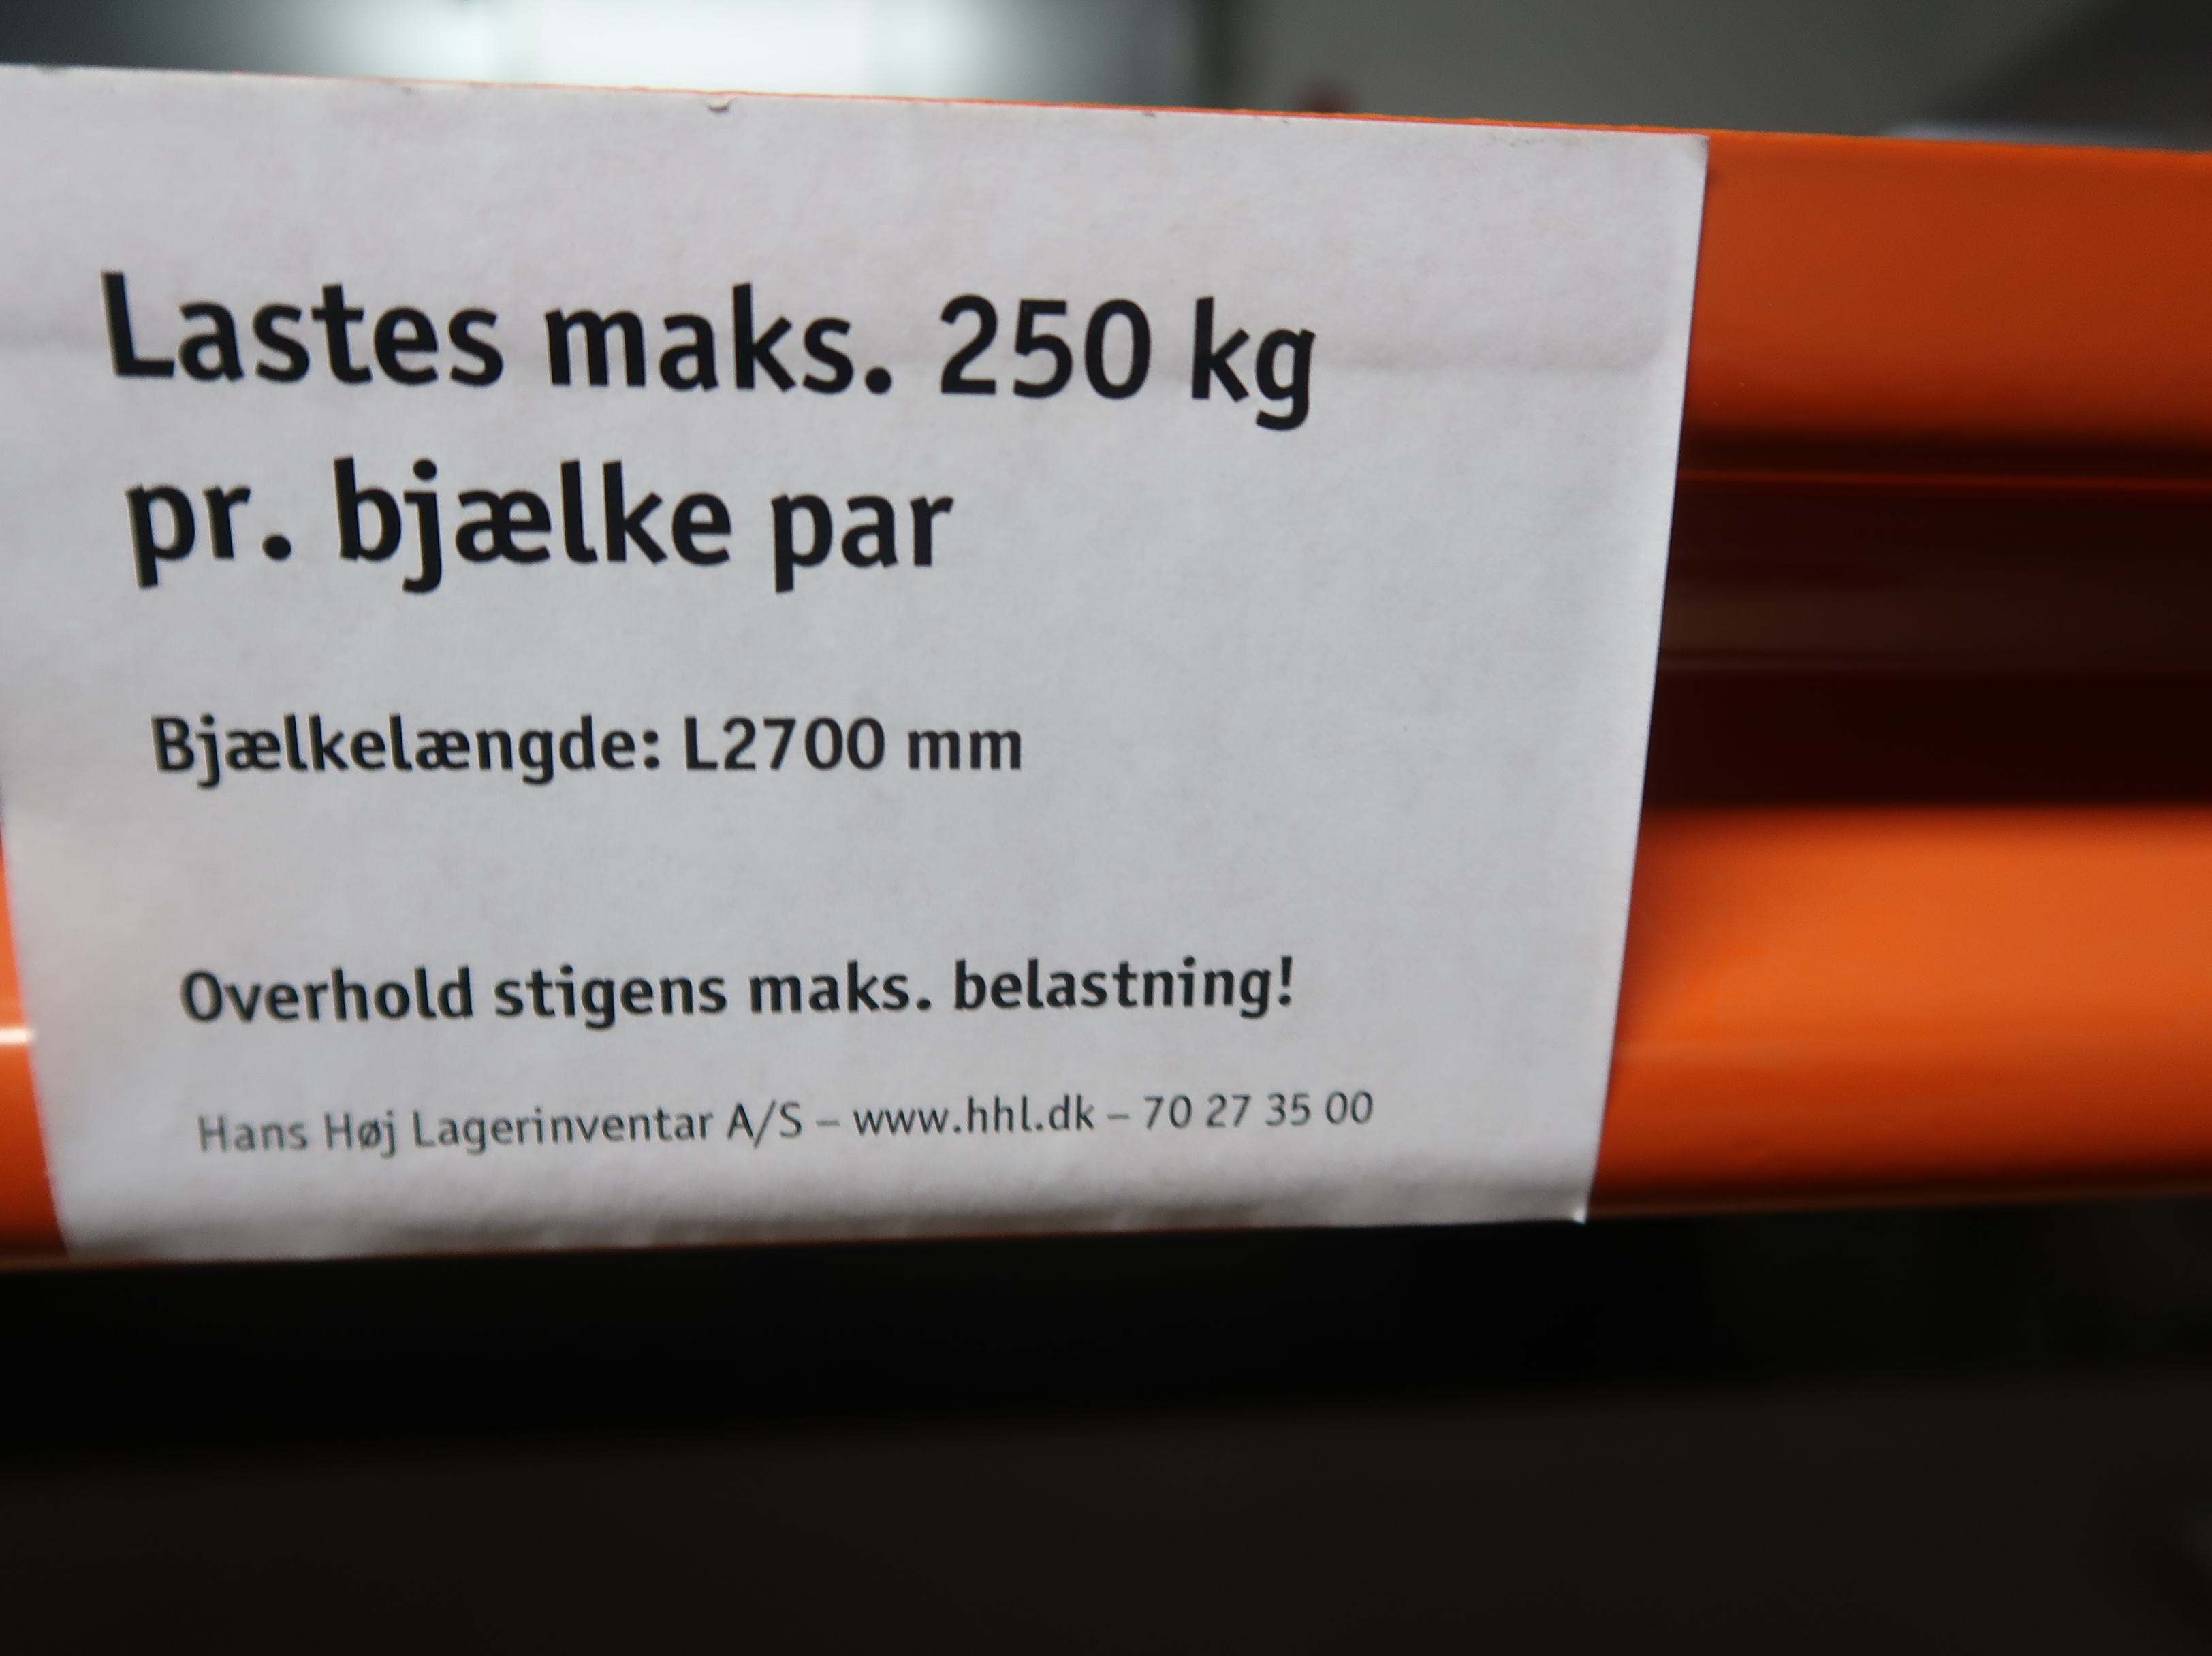 Lastes maks. 250 kg
pr. bjælke par
Bjælkelængde: L2700 mm
Overhold stigens maks. belastning!
Hans Høj Lagerinventar A/S – www.hhl.dk – 70 27 35 00